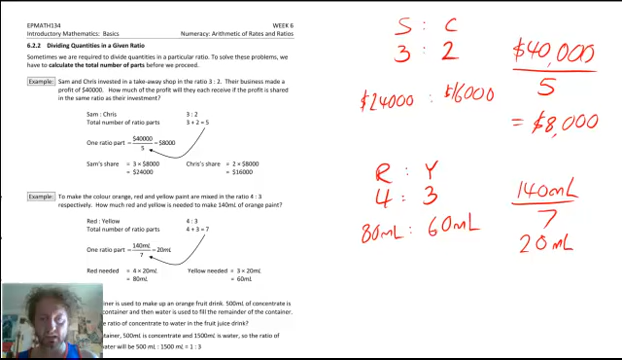 EPMATH134
WEEK 6
Introductory Mathematics: Basics
Numeracy: Arithmetic of Rates and Ratios
6.2.2 Dividing Quantities in a Given Ratio
Sometimes we are required to divide quantities in a particular ratio. To solve these problems, we
have to calculate the total number of parts before we proceed.
Example: Sam and Chris invested in a take-away shop in the ratio 3 : 2. Their business made a
profit of $40000. How much of the profit will they each receive if the profit is shared
in the same ratio as their investment?
Sam : Chris 3 : 2
Total number of ratio parts 3 + 2 = 5
One ratio part = $40000 / 5 = $8000
Sam's share = 3 × $8000 Chris's share = 2 × $8000
= $24000 = $16000
Example: To make the colour orange, red and yellow paint are mixed in the ratio 4 : 3
respectively. How much red and yellow is needed to make 140mL of orange paint?
Red : Yellow 4 : 3
Total number of ratio parts 4 + 3 = 7
One ratio part = 140mL / 7 = 20mL
Red needed = 4 × 20mL Yellow needed = 3 × 20mL
= 80mL = 60mL
iner is used to make up an orange fruit drink. 500mL of concentrate is
container and then water is used to fill the remainder of the container.
e ratio of concentrate to water in the fruit juice drink?
tainer, 500mL is concentrate and 1500mL is water, so the ratio of
ater will be 500 mL : 1500 mL = 1 : 3
S : C
3 : 2
$24000 : $16000
$40,000
5
= $8,000
R : Y
4 : 3
80mL : 60mL
140mL
7
20mL